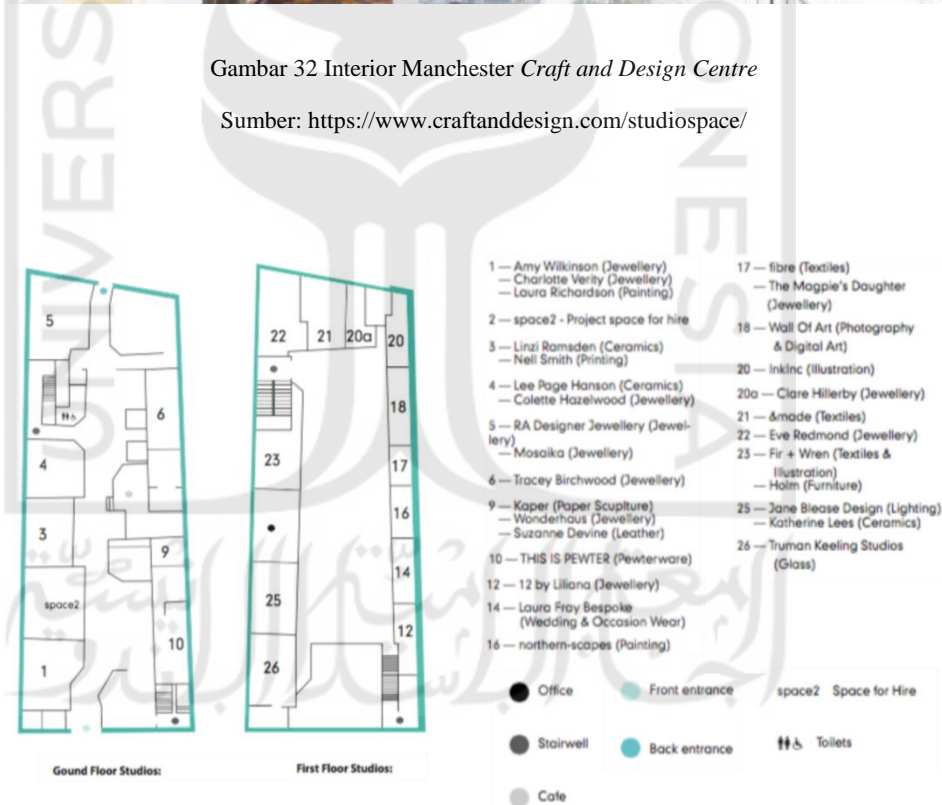 Gambar 32 Interior Manchester Craft and Design Centre
Sumber: https://www.craftanddesign.com/studiospace/
UNIVERS
ONESIA
5
6
4
3
9
space2
10
1
Gound Floor Studios:
22
21
20a
20
18
23
17
16
14
25
12
26
First Floor Studios:
1 — Amy Wilkinson (Jewellery)
— Charlotte Verity (Jewellery)
— Laura Richardson (Painting)
2 — space2 - Project space for hire
3 — Linzi Ramsden (Ceramics)
— Nell Smith (Printing)
4 — Lee Page Hanson (Ceramics)
— Colette Hazelwood (Jewellery)
5 — RA Designer Jewellery (Jewel-
lery)
— Mosaika (Jewellery)
6 — Tracey Birchwood (Jewellery)
9 — Kaper (Paper Scuplture)
— Wonderhaus (Jewellery)
— Suzanne Devine (Leather)
10 — THIS IS PEWTER (Pewterware)
12 — 12 by Liliana (Jewellery)
14 — Laura Fray Bespoke
(Wedding & Occasion Wear)
16 — northern-scapes (Painting)
17 — fibre (Textiles)
— The Magpie's Daughter
(Jewellery)
18 — Wall Of Art (Photography
& Digital Art)
20 — InkInc (Illustration)
20a — Clare Hillerby (Jewellery)
21 — &made (Textiles)
22 — Eve Redmond (Jewellery)
23 — Fir + Wren (Textiles &
Illustration)
— Holm (Furniture)
25 — Jane Blease Design (Lighting)
— Katherine Lees (Ceramics)
26 — Truman Keeling Studios
(Glass)
Office
Front entrance
space2 Space for Hire
Stairwell
Back entrance
Toilets
Cafe